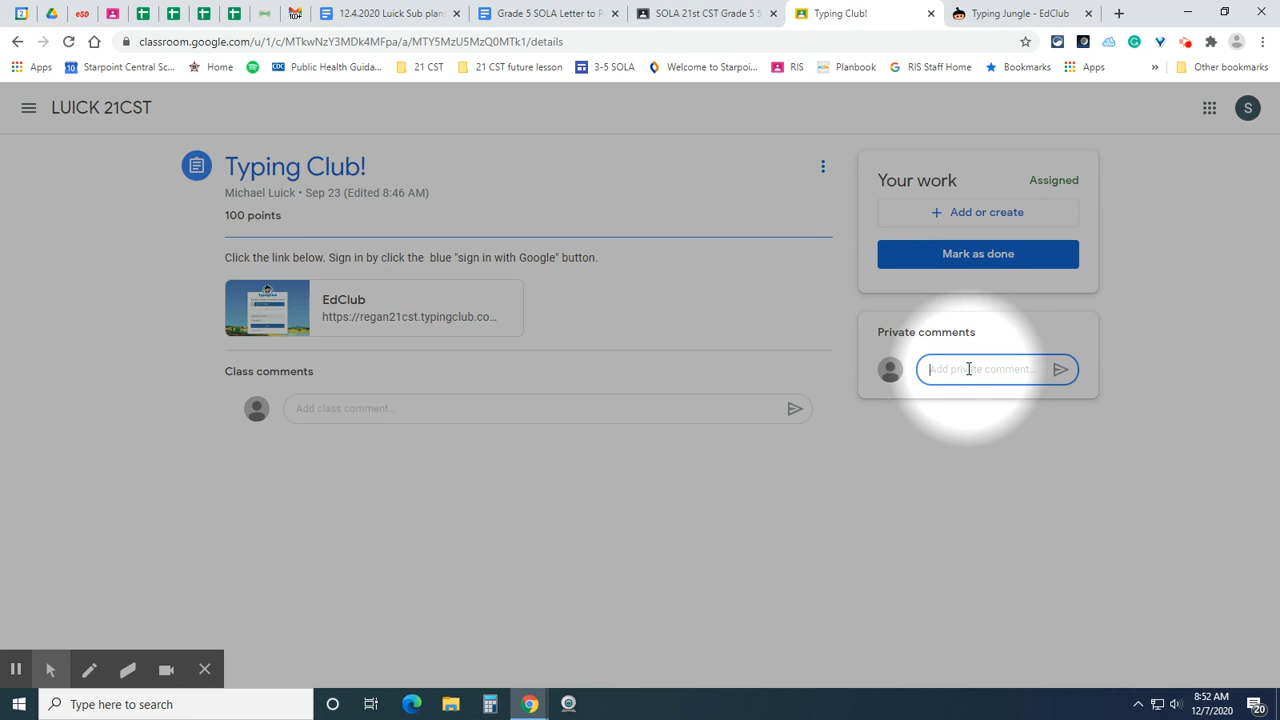 12.4.2020 Luick Sub plan
Grade 5 SOLA Letter to P
SOLA 21st CST Grade 5 5
Typing Club!
Typing Jungle - EdClub
classroom.google.com/u/1/c/MTkwNzY3MDk4MFpa/a/MTY5MzU5MzQ0MTk1/details
Apps
Starpoint Central Sc...
Home
Public Health Guida...
21 CST
21 CST future lesson
3-5 SOLA
Welcome to Starpoi...
RIS
Planbook
RIS Staff Home
Bookmarks
Apps
»
Other bookmarks
LUICK 21CST
S
Typing Club!
Michael Luick • Sep 23 (Edited 8:46 AM)
100 points
Click the link below. Sign in by click the blue "sign in with Google" button.
EdClub
https://regan21cst.typingclub.co...
Class comments
Add class comment...
Your work
Assigned
+ Add or create
Mark as done
Private comments
Add private comment...
Type here to search
8:52 AM
12/7/2020
20